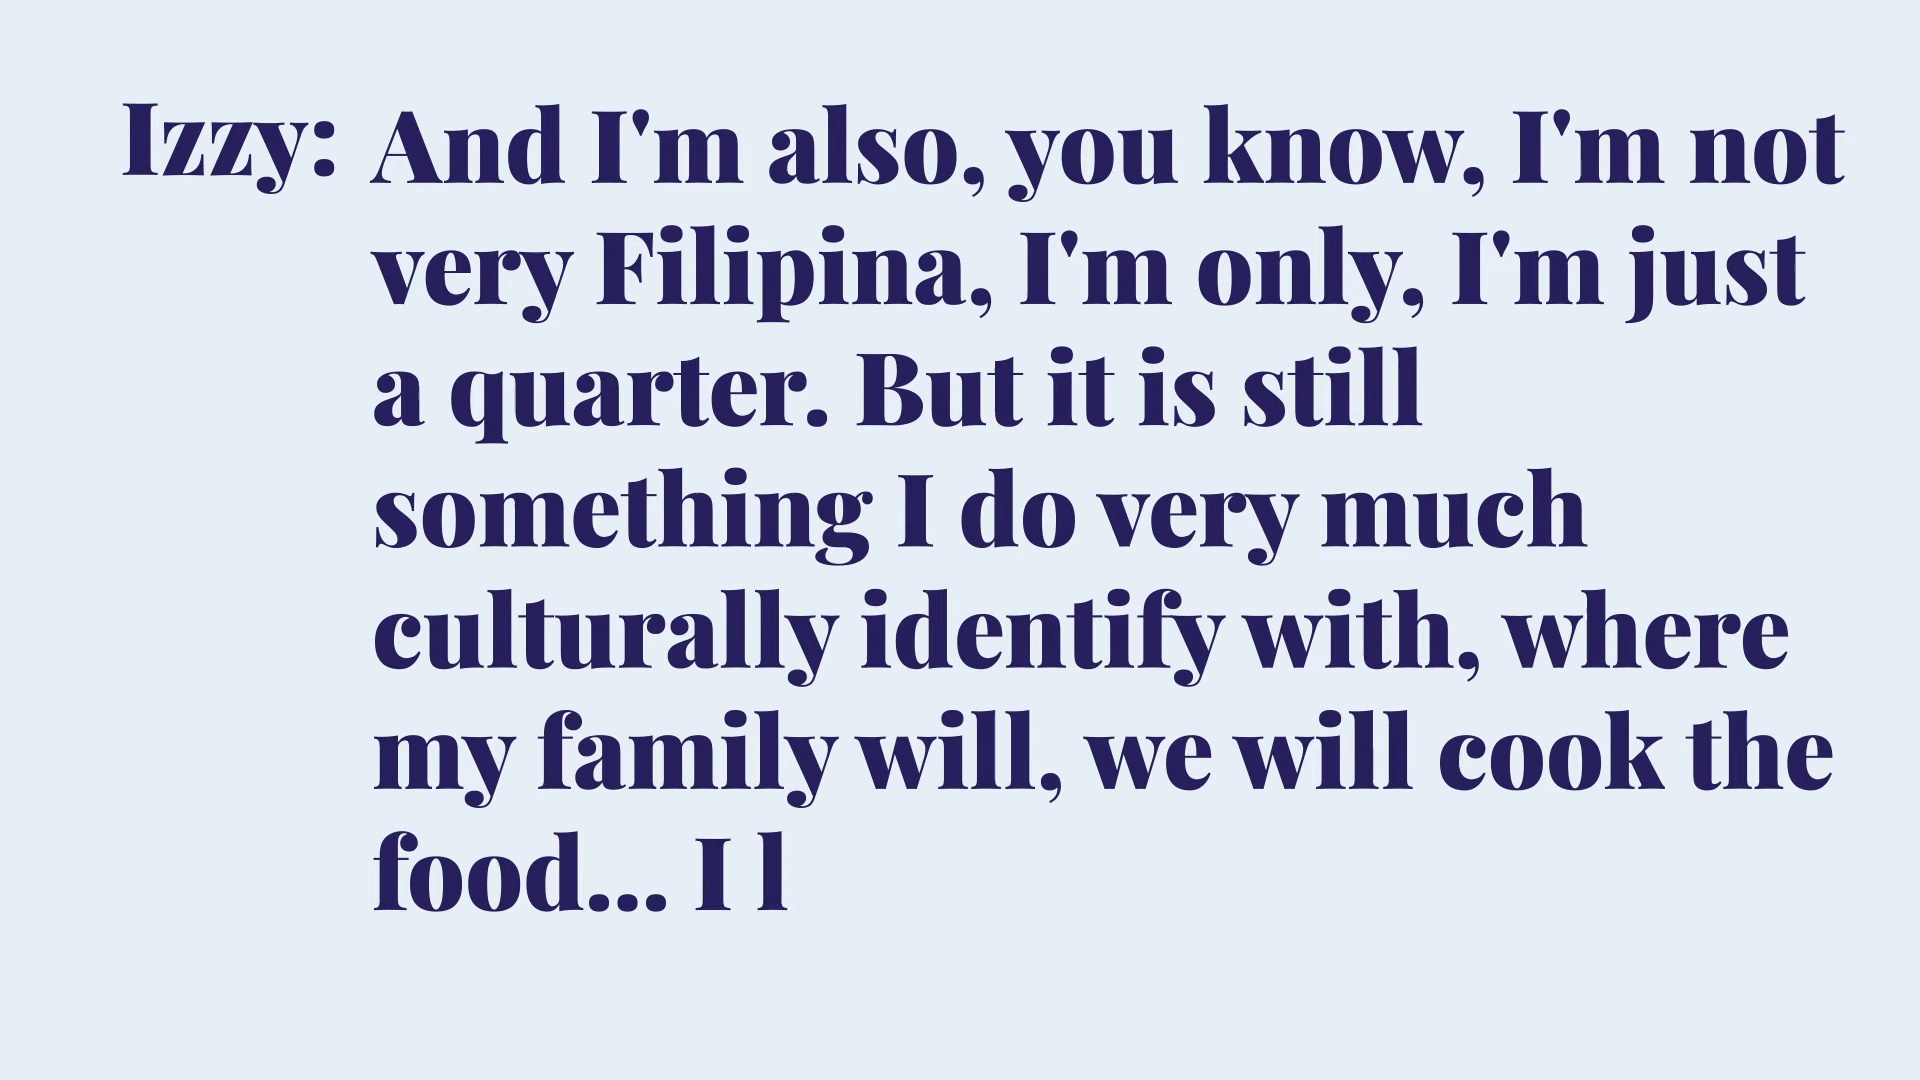 Izzy: And I'm also, you know, I'm not
very Filipina, I'm only, I'm just
a quarter. But it is still
something I do very much
culturally identify with, where
my family will, we will cook the
food... I l